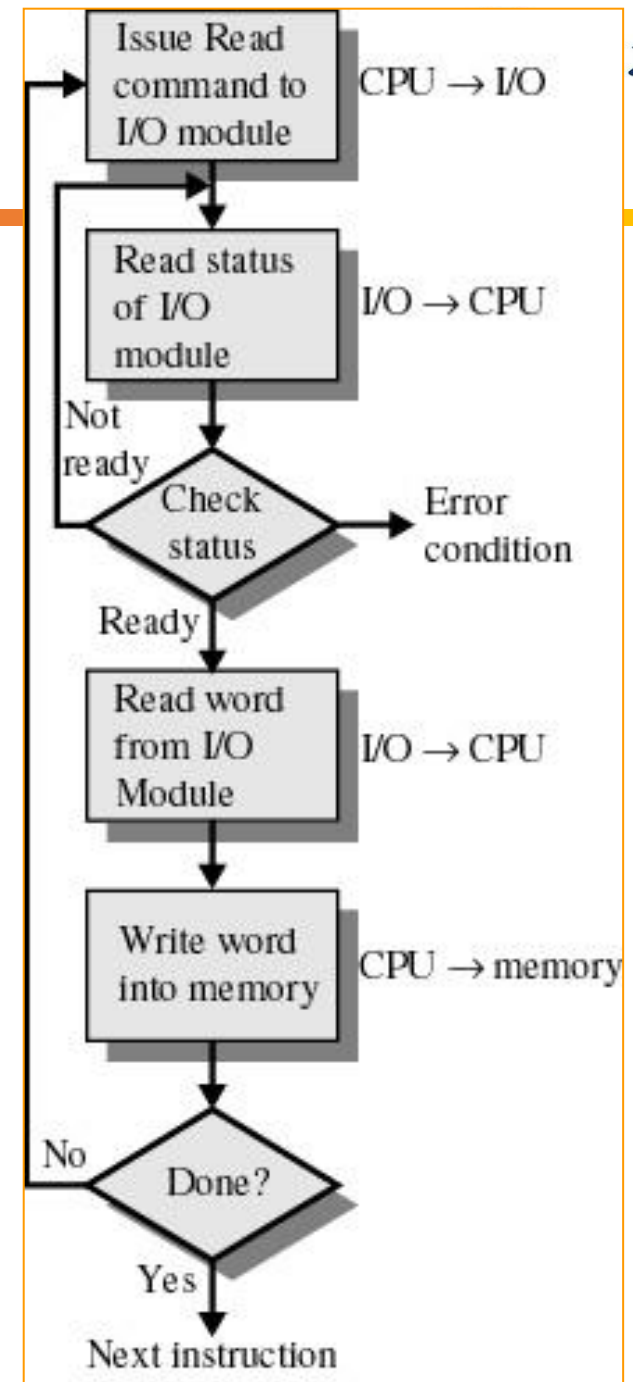 Issue Read
command to
I/O module
CPU → I/O
Read status
of I/O
module
I/O → CPU
Not
ready
Check
status
Error
condition
Ready
Read word
from I/O
Module
I/O → CPU
Write word
into memory
CPU → memory
No
Done?
Yes
Next instruction